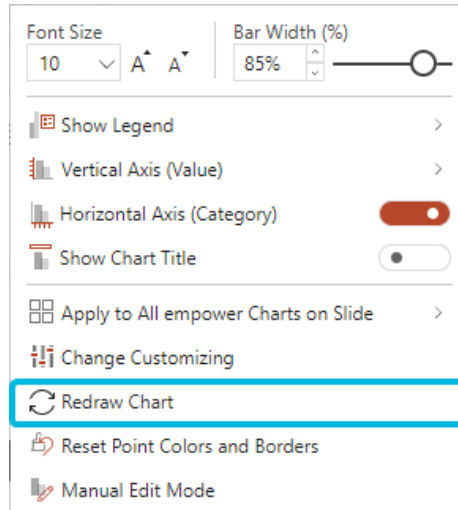 Font Size
Bar Width (%)
10 A A 85%
Show Legend
Vertical Axis (Value)
Horizontal Axis (Category)
Show Chart Title
Apply to All empower Charts on Slide
Change Customizing
Redraw Chart
Reset Point Colors and Borders
Manual Edit Mode